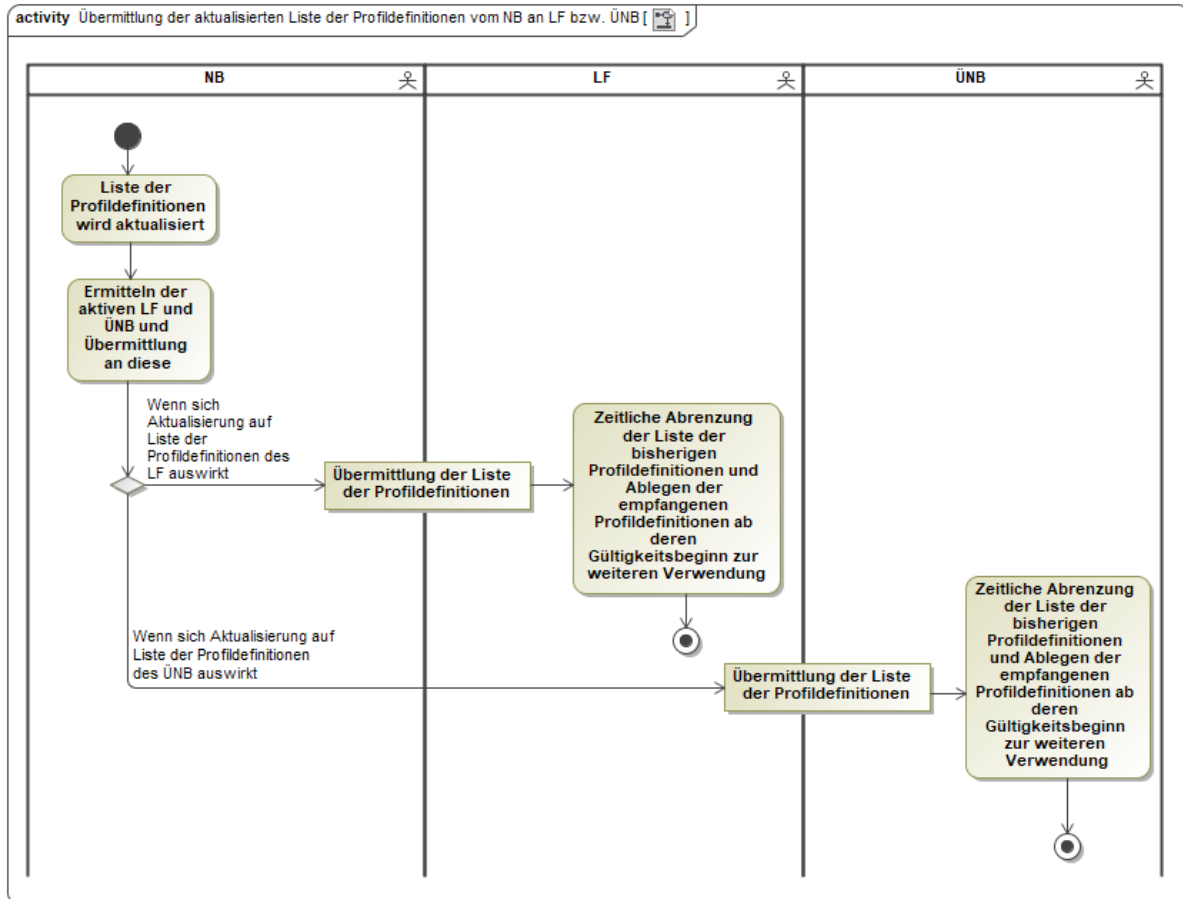 activity Übermittlung der aktualisierten Liste der Profildefinitionen vom NB an LF bzw. ÜNB [ ]
NB
LF
ÜNB
Liste der
Profildefinitionen
wird aktualisiert
Ermitteln der
aktiven LF und
ÜNB und
Übermittlung
an diese
Wenn sich
Aktualisierung auf
Liste der
Profildefinitionen des
LF auswirkt
Übermittlung der Liste
der Profildefinitionen
Zeitliche Abrenzung
der Liste der
bisherigen
Profildefinitionen und
Ablegen der
empfangenen
Profildefinitionen ab
deren
Gültigkeitsbeginn zur
weiteren Verwendung
Wenn sich Aktualisierung auf
Liste der Profildefinitionen
des ÜNB auswirkt
Übermittlung der Liste
der Profildefinitionen
Zeitliche Abrenzung
der Liste der
bisherigen
Profildefinitionen
und Ablegen der
empfangenen
Profildefinitionen ab
deren
Gültigkeitsbeginn
zur weiteren
Verwendung